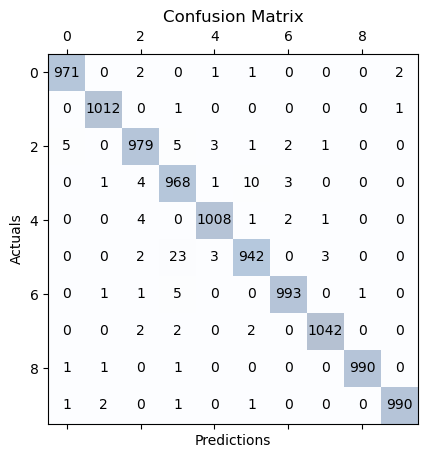 Confusion Matrix
0 2 4 6 8
0 971 0 2 0 1 1 0 0 0 2
0 1012 0 1 0 0 0 0 0 1
2 5 0 979 5 3 1 2 1 0 0
0 1 4 968 1 10 3 0 0 0
4 0 0 4 0 1008 1 2 1 0 0
0 0 2 23 3 942 0 3 0 0
6 0 1 1 5 0 0 993 0 1 0
0 0 2 2 0 2 0 1042 0 0
8 1 1 0 1 0 0 0 0 990 0
1 2 0 1 0 1 0 0 0 990
Actuals
Predictions